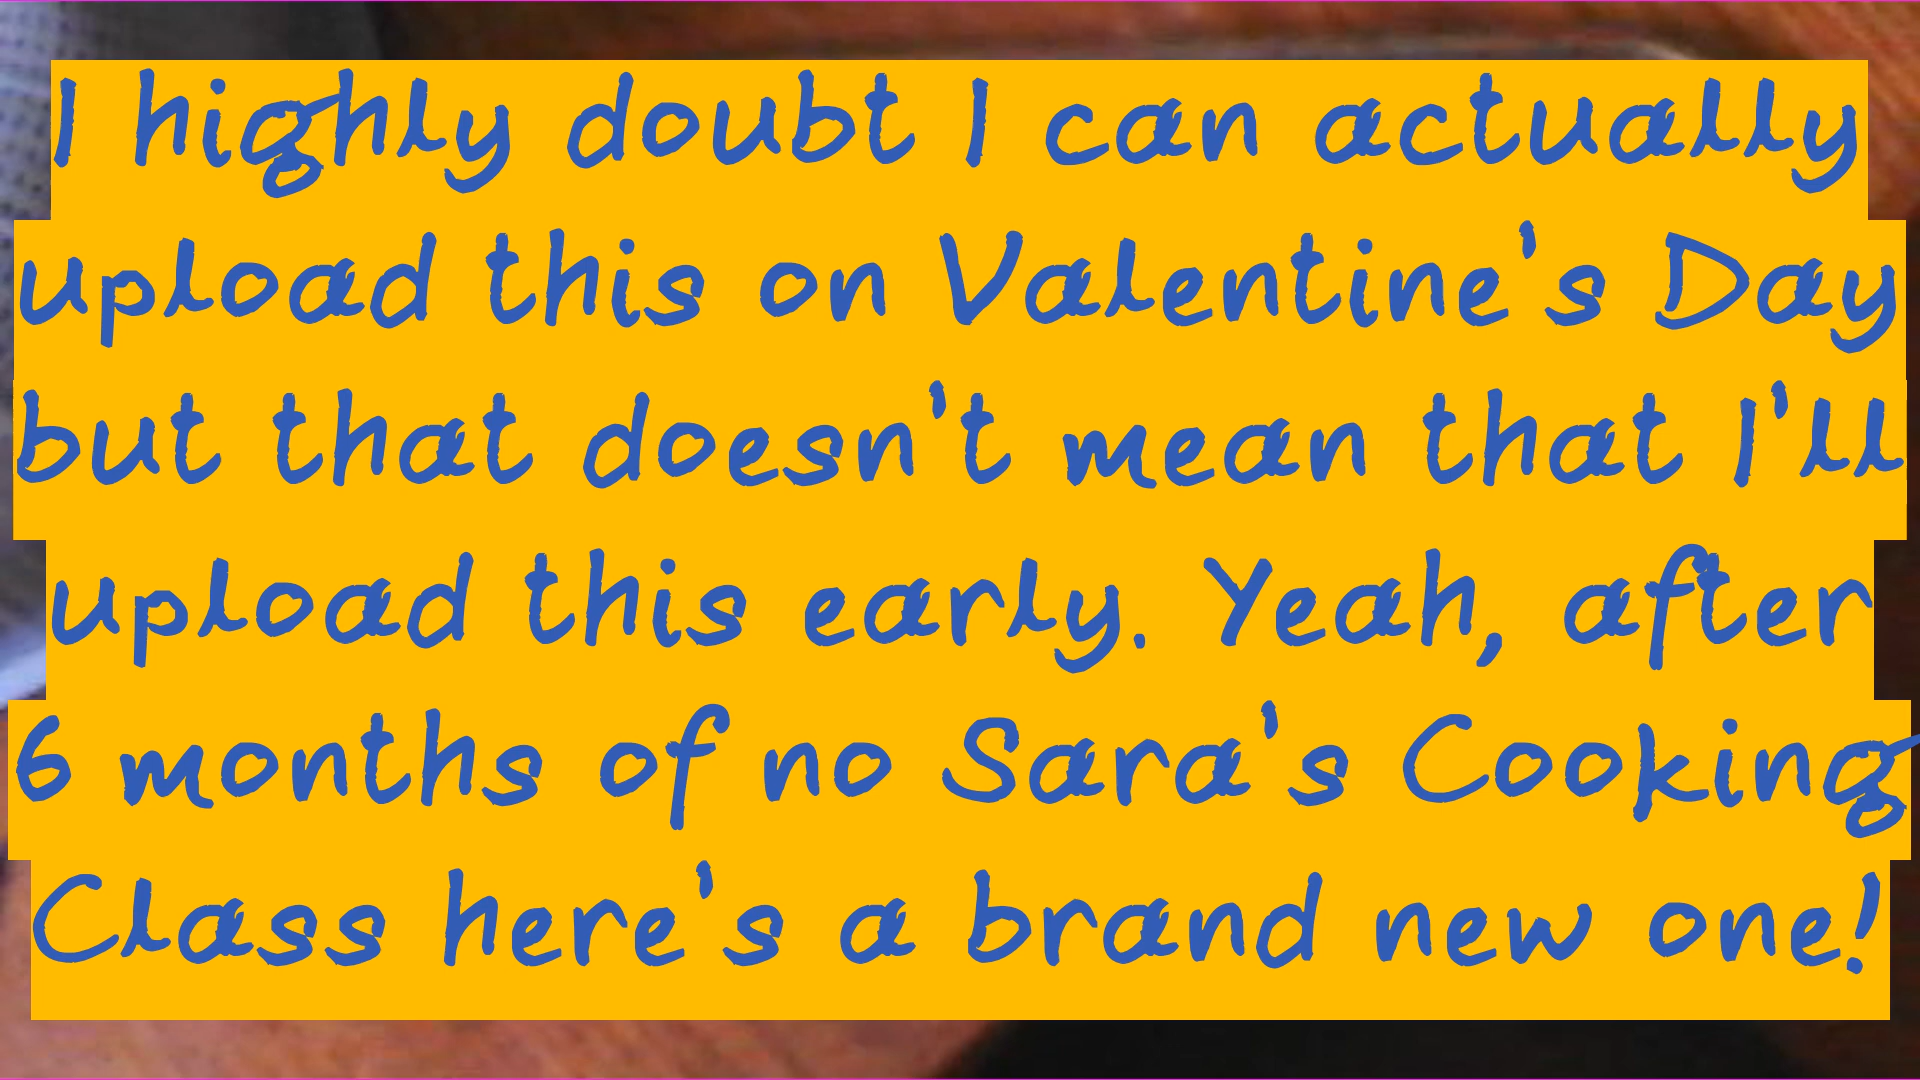 I highly doubt I can actually
upload this on Valentine's Day
but that doesn't mean that I'll
upload this early. Yeah, after
6 months of no Sara's Cooking
Class here's a brand new one!